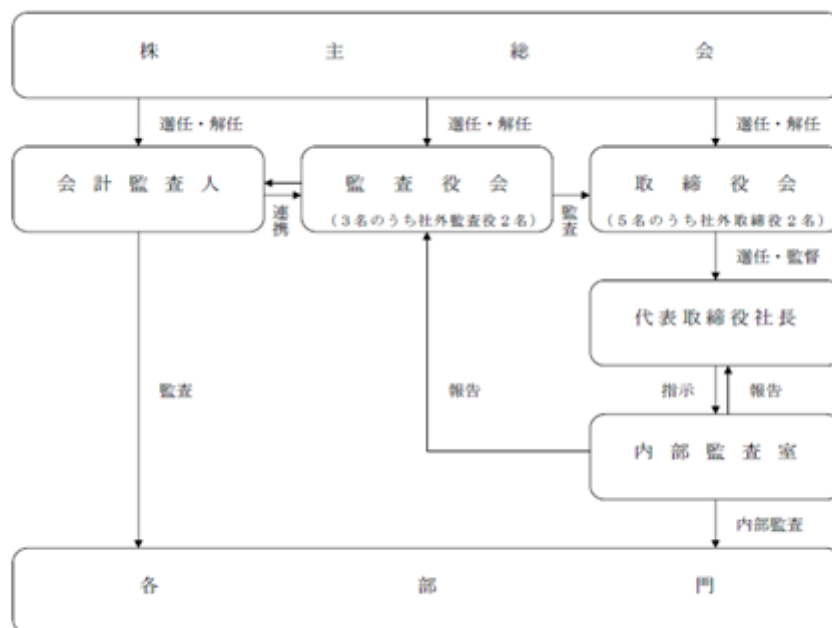 株主総会
選任・解任
選任・解任
選任・解任
会計監査人
連携
監査役会
(3名のうち社外監査役2名)
監査
取締役会
(5名のうち社外取締役2名)
選任・監督
代表取締役社長
監査
報告
指示
報告
内部監査室
内部監査
各部門